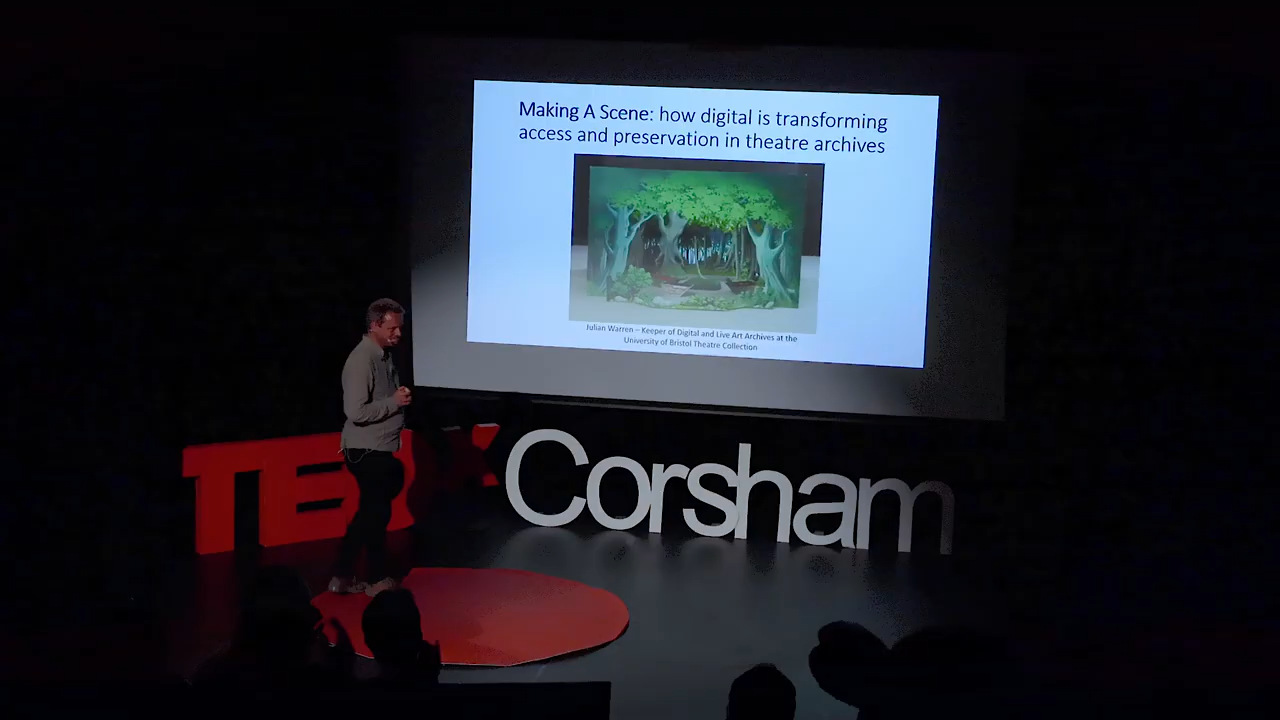 Making A Scene: how digital is transforming
access and preservation in theatre archives
Julian Warren – Keeper of Digital and Live Art Archives at the
University of Bristol Theatre Collection
TEDx Corsham